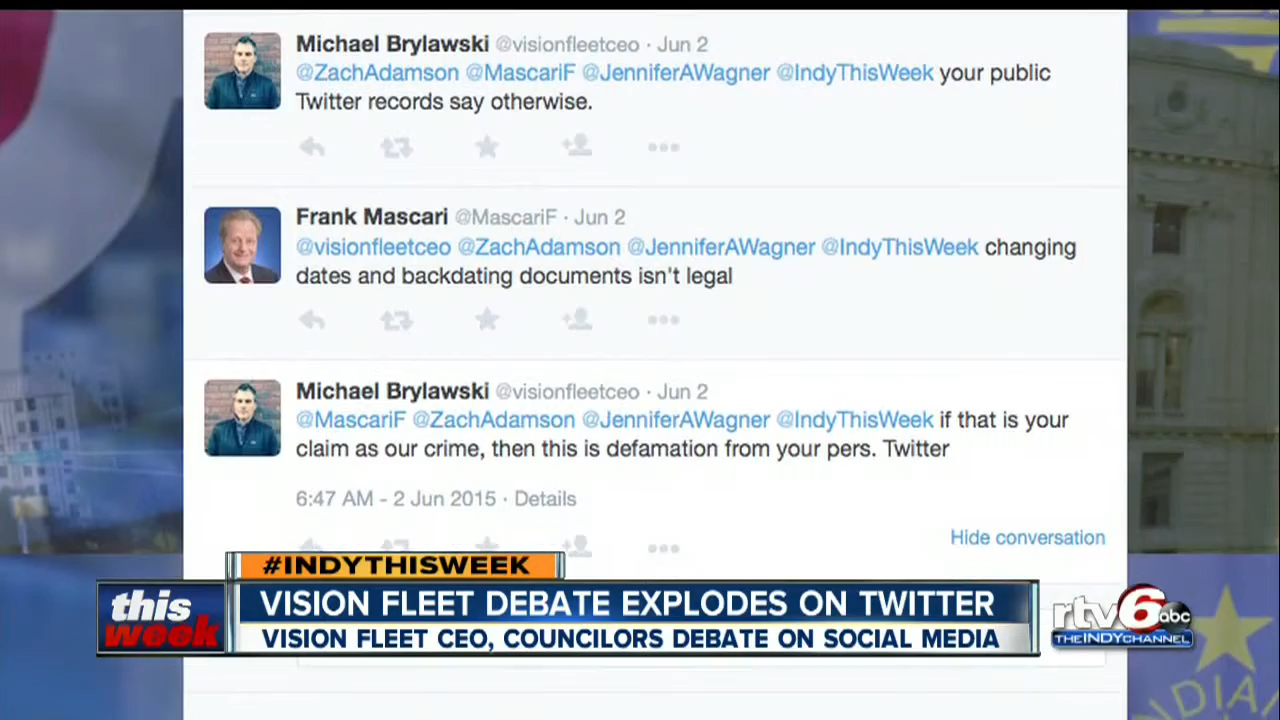 Michael Brylawski @visionfleetceo · Jun 2
@ZachAdamson @MascariF @JenniferAWagner @IndyThisWeek your public
Twitter records say otherwise.
Frank Mascari @MascariF · Jun 2
@visionfleetceo @ZachAdamson @JenniferAWagner @IndyThisWeek changing
dates and backdating documents isn't legal
Michael Brylawski @visionfleetceo · Jun 2
@MascariF @ZachAdamson @JenniferAWagner @IndyThisWeek if that is your
claim as our crime, then this is defamation from your pers. Twitter
6:47 AM - 2 Jun 2015 · Details
Hide conversation
#INDYTHISWEEK
this
week
VISION FLEET DEBATE EXPLODES ON TWITTER
VISION FLEET CEO, COUNCILORS DEBATE ON SOCIAL MEDIA
rtv6 abc
THEINDYCHANNEL
NDIA